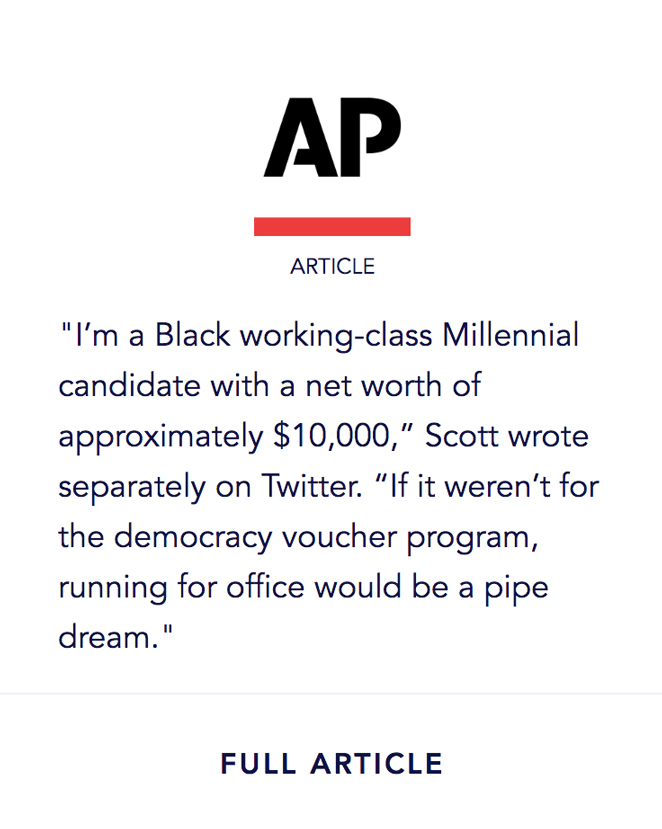 AP
ARTICLE
"I’m a Black working-class Millennial
candidate with a net worth of
approximately $10,000,” Scott wrote
separately on Twitter. “If it weren’t for
the democracy voucher program,
running for office would be a pipe
dream."
FULL ARTICLE